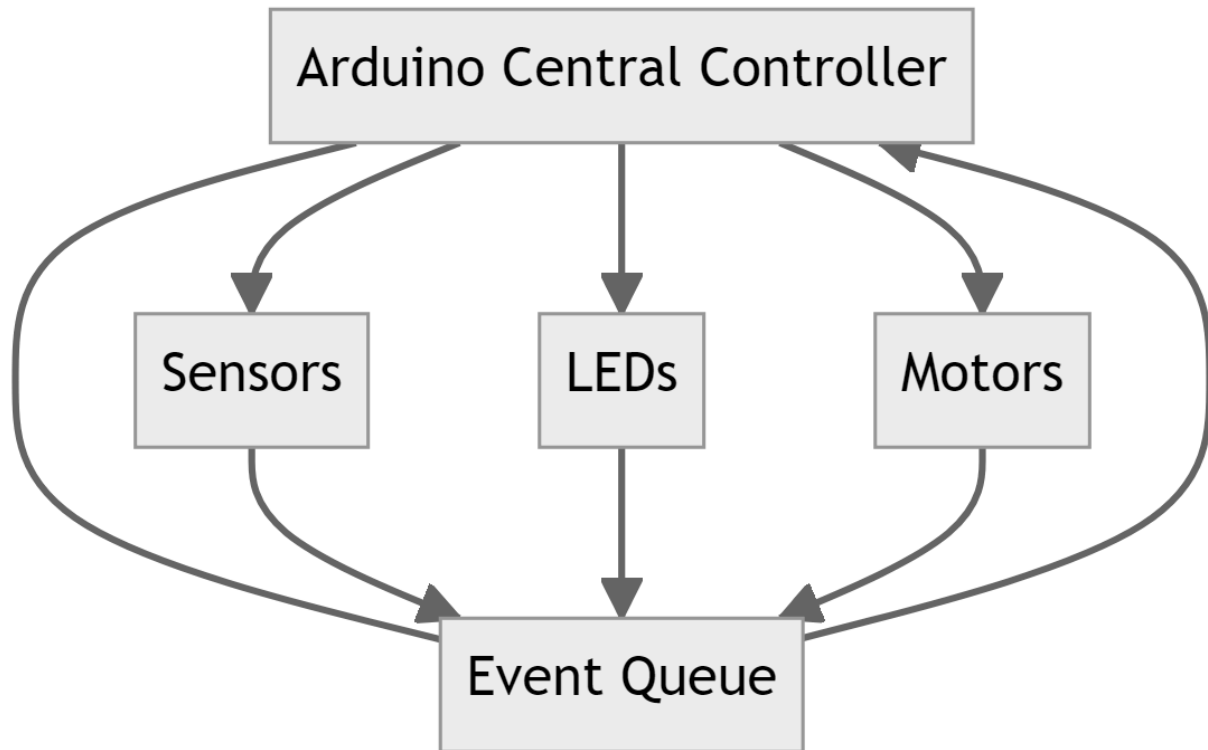 Arduino Central Controller
Sensors
LEDs
Motors
Event Queue